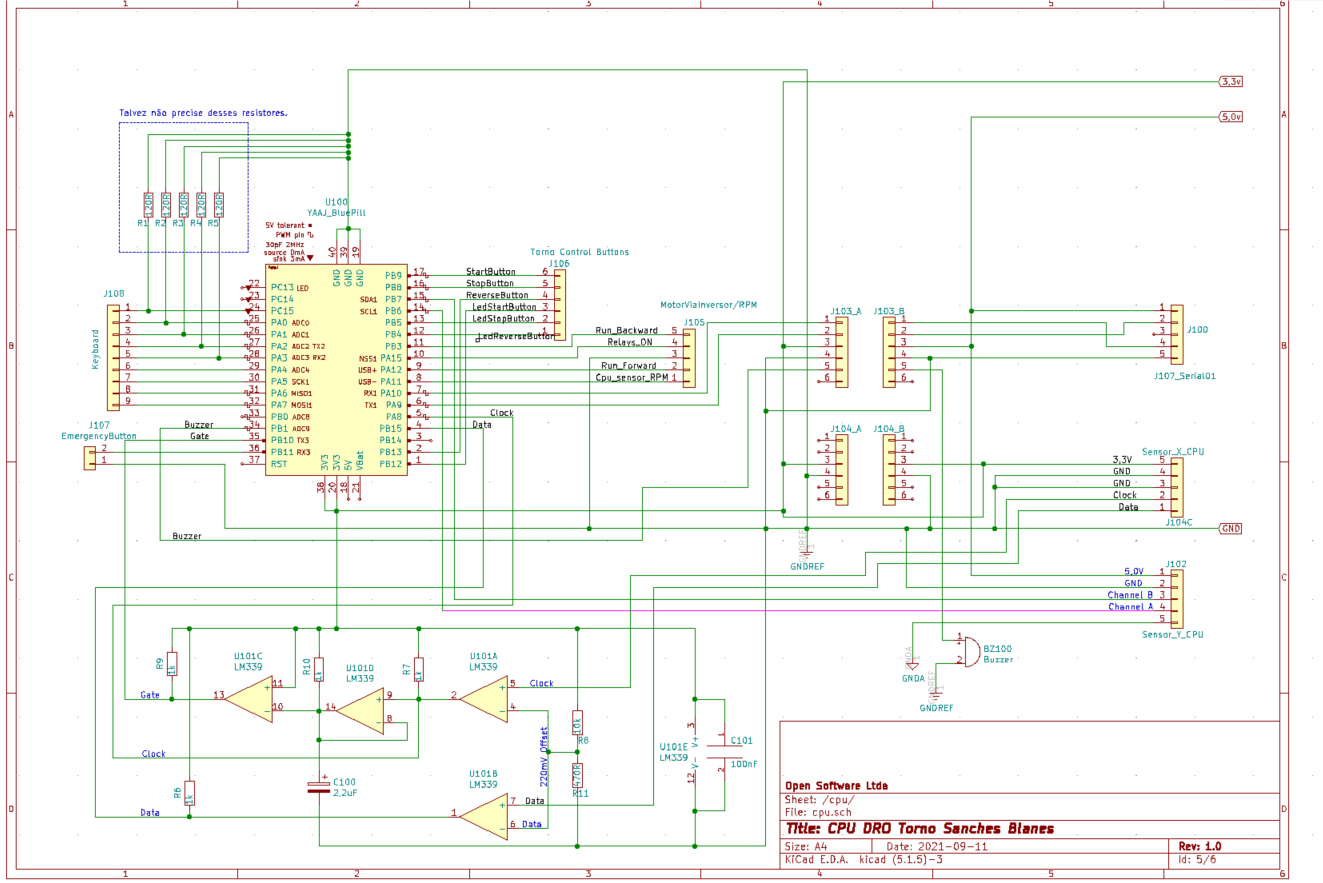 1 2 3 4 5 6
A
B
C
D
Talvez não precise desses resistores.
120R 120R 120R 120R 120R
R1 R2 R3 R4 R5
U100
YAAJ_BluePill
5V tolerant
PWM pin
30pF 2MHz
source 0mA
sink 3mA
40 39 19
GND GND GND
22 PC13 LED
23 PC14
24 PC15
25 PA0 ADC0
26 PA1 ADC1
27 PA2 ADC2 TX2
28 PA3 ADC3 RX2
29 PA4 ADC4
30 PA5 SCK1
31 PA6 MISO1
32 PA7 MOSI1
33 PB0 ADC8
34 PB1 ADC9
35 PB10 TX3
36 PB11 RX3
37 RST
PB9 17
PB8 16
SDA1 PB7 15
SCL1 PB6 14
PB5 13
PB4 12
PB3 11
NSS1 PA15 10
USB+ PA12 9
USB- PA11 8
RX1 PA10 7
TX1 PA9 6
PA8 5
PB15 4
PB14 3
PB13 2
PB12 1
3V3 3V3 5V VBat
38 20 18 21
J108
Keyboard
1
2
3
4
5
6
7
8
9
J107
EmergencyButton
2
1
Buzzer
Gate
Buzzer
Torno Control Buttons
J106
StartButton 6
StopButton 5
ReverseButton 4
LedStartButton 3
LedStopButton 2
LedReverseButton 1
MotorViaInversor/RPM
J105
Run_Backward 5
Relays_ON 4
3
Run_Forward 2
Cpu_sensor_RPM 1
Clock
Data
J103_A
1
2
3
4
5
6
J103_B
1
2
3
4
5
6
J104_A
1
2
3
4
5
6
J104_B
1
2
3
4
5
6
3,3v
5,0v
GND
1
2
3
4
5
J100
J107_Serial01
Sensor_X_CPU
3,3V 5
GND 4
GND 3
Clock 2
Data 1
J104C
J102
5,0V 1
GND 2
Channel B 3
Channel A 4
5
Sensor_Y_CPU
GNDREF
1
GNDREF
GNDA
GNDA
GNDREF
1
GNDREF
1
2
BZ100
Buzzer
R9
1k
U101C
LM339
13
11
10
Gate
R10
1k
U101D
LM339
14
9
8
R7
1k
U101A
LM339
2
5
4
Clock
Clock
C100
2,2uF
R6
1k
Data
U101B
LM339
1
7
6
Data
Data
220mV_Offset
10k
R8
470R
R11
U101E
LM339
3
V+
V-
12
1
C101
100nF
2
Open Software Ltda
Sheet: /cpu/
File: cpu.sch
Title: CPU DRO Torno Sanches Blanes
Size: A4 Date: 2021-09-11 Rev: 1.0
KiCad E.D.A. kicad (5.1.5)-3 Id: 5/6